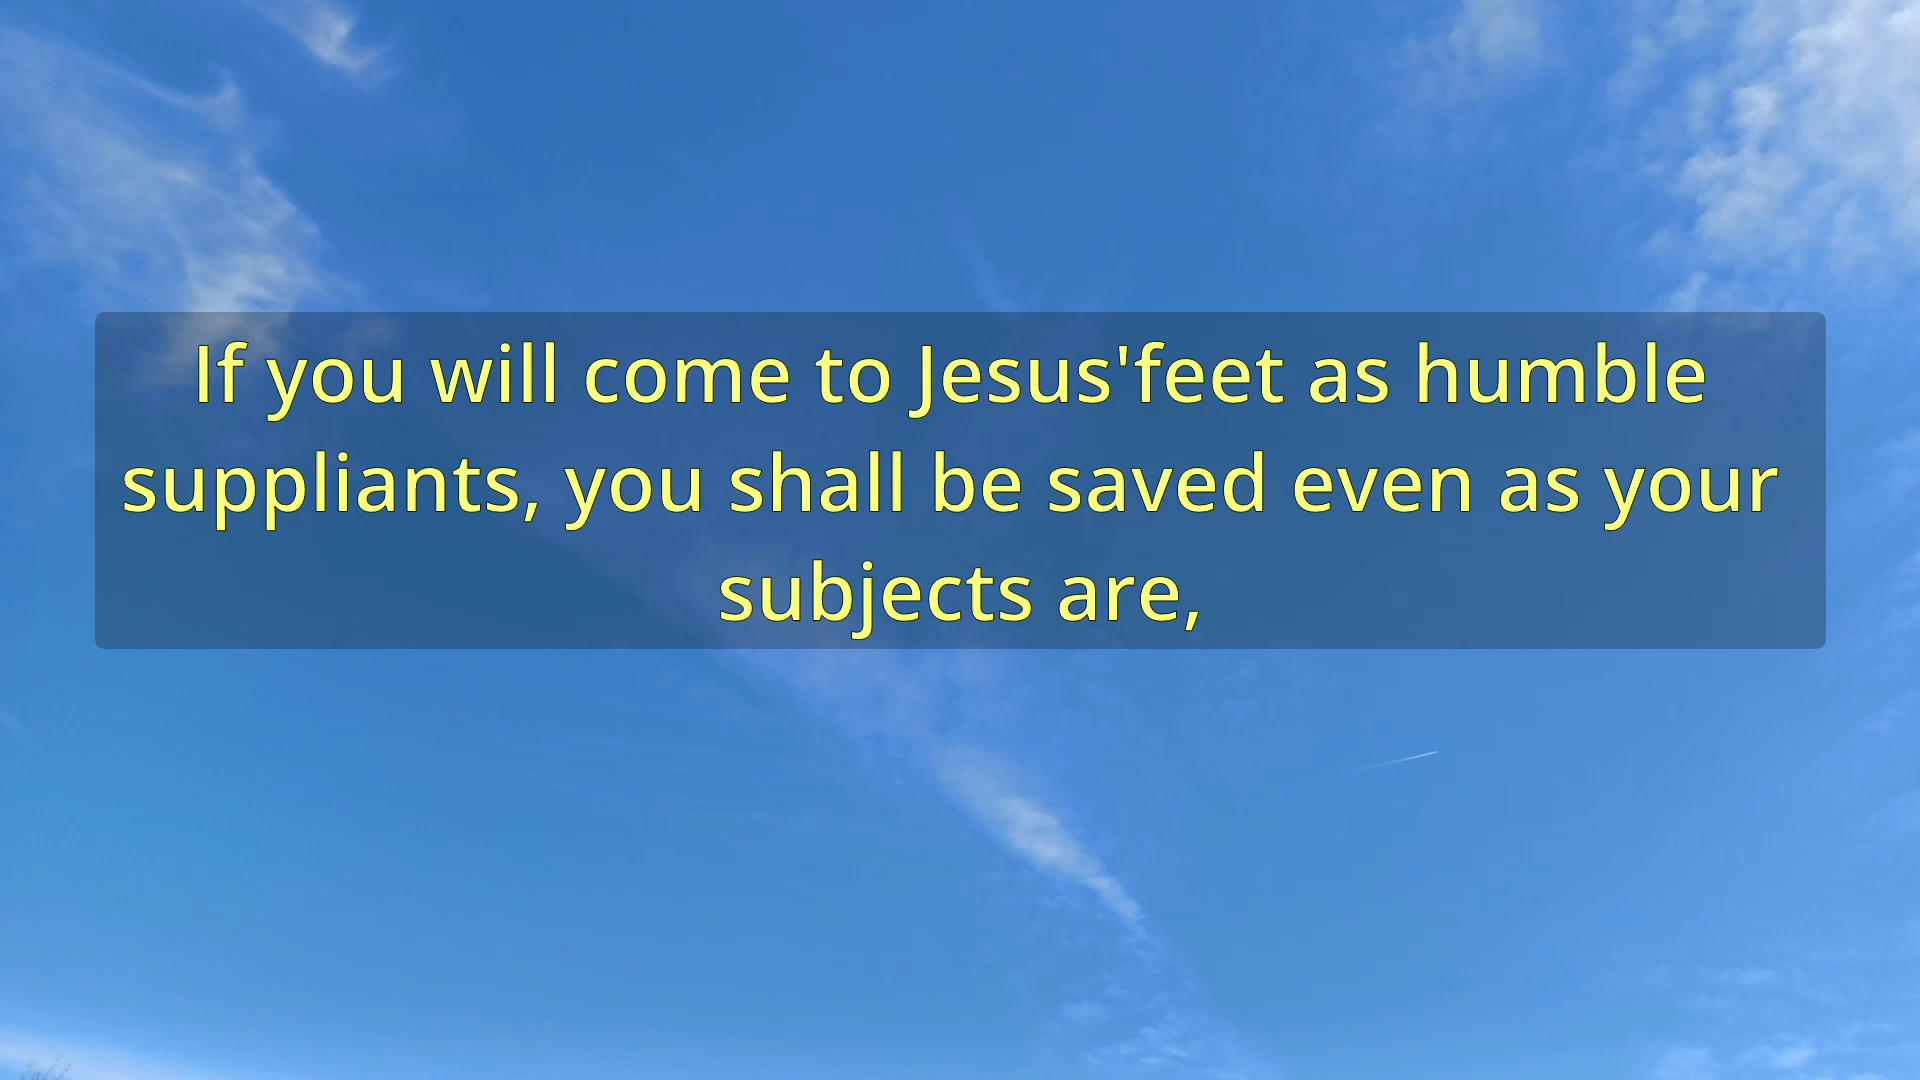 If you will come to Jesus'feet as humble
suppliants, you shall be saved even as your
subjects are,